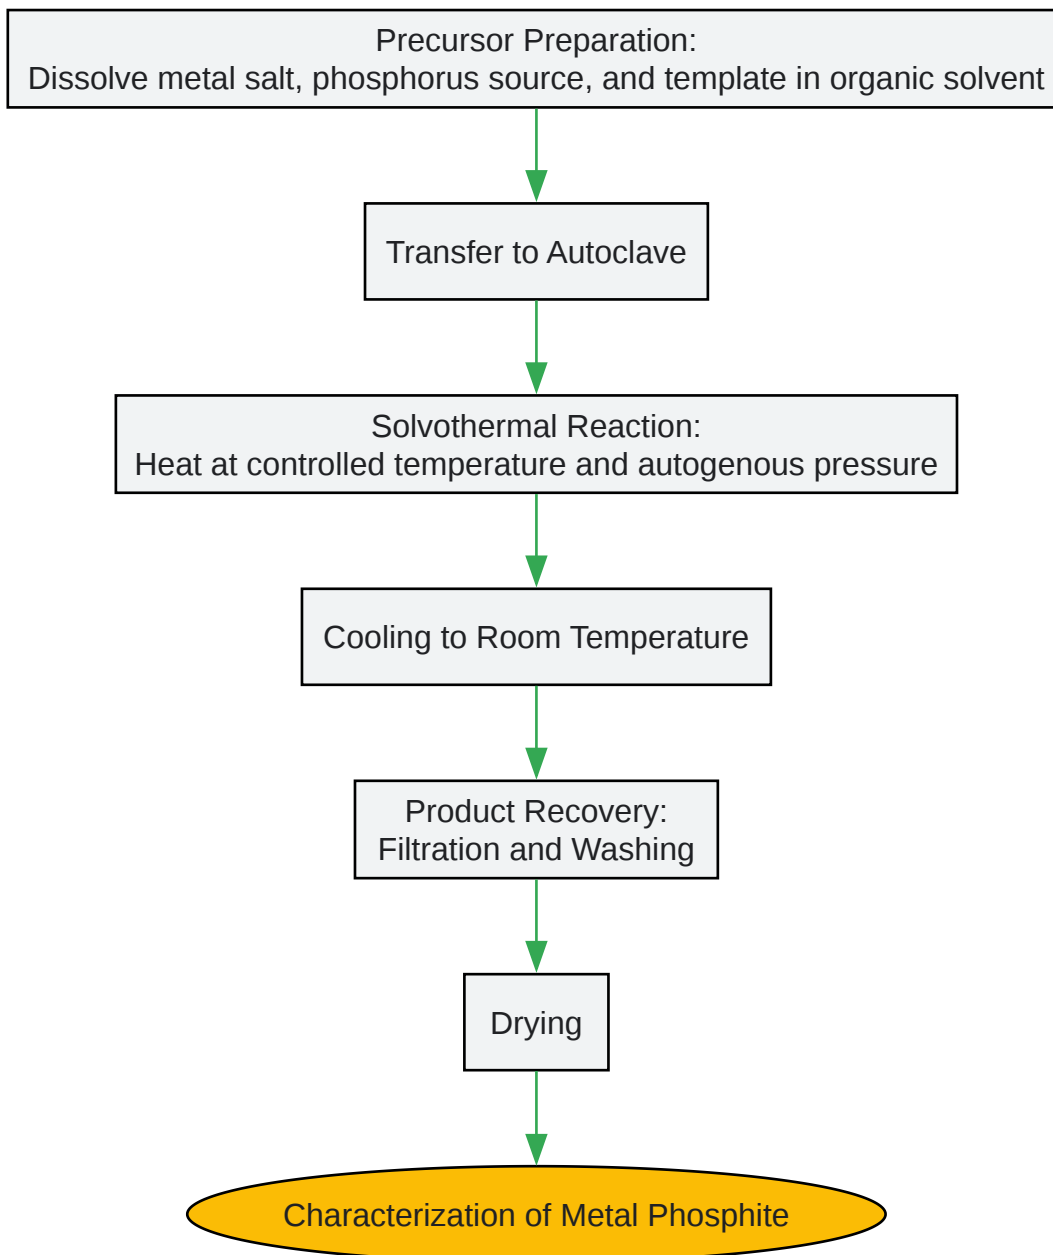 Precursor Preparation:
Dissolve metal salt, phosphorus source, and template in organic solvent
Transfer to Autoclave
Solvothermal Reaction:
Heat at controlled temperature and autogenous pressure
Cooling to Room Temperature
Product Recovery:
Filtration and Washing
Drying
Characterization of Metal Phosphite